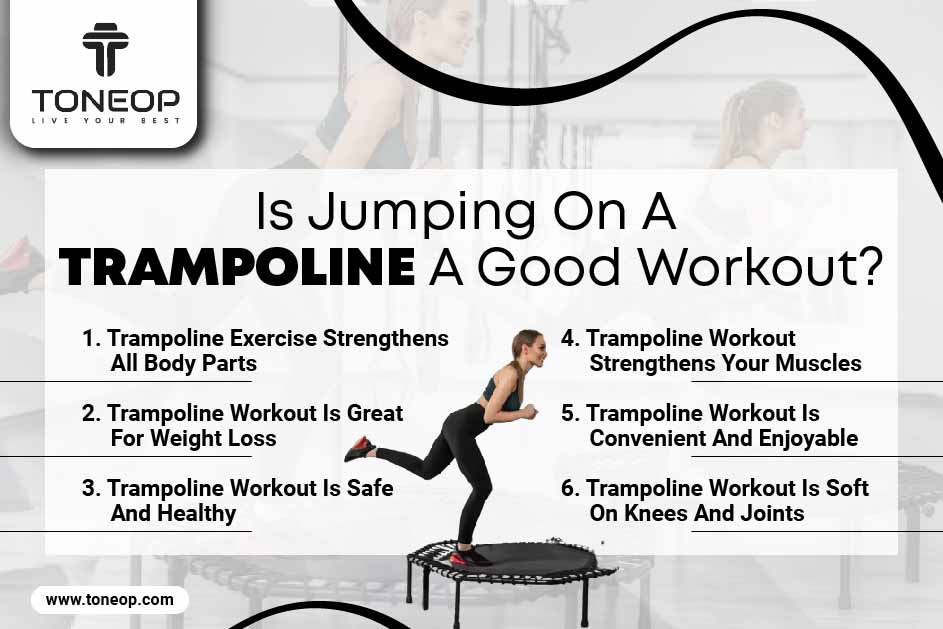 TONEOP
LIVE YOUR BEST
Is Jumping On A
TRAMPOLINE A Good Workout?
1. Trampoline Exercise Strengthens
All Body Parts
2. Trampoline Workout Is Great
For Weight Loss
3. Trampoline Workout Is Safe
And Healthy
4. Trampoline Workout
Strengthens Your Muscles
5. Trampoline Workout Is
Convenient And Enjoyable
6. Trampoline Workout Is Soft
On Knees And Joints
www.toneop.com